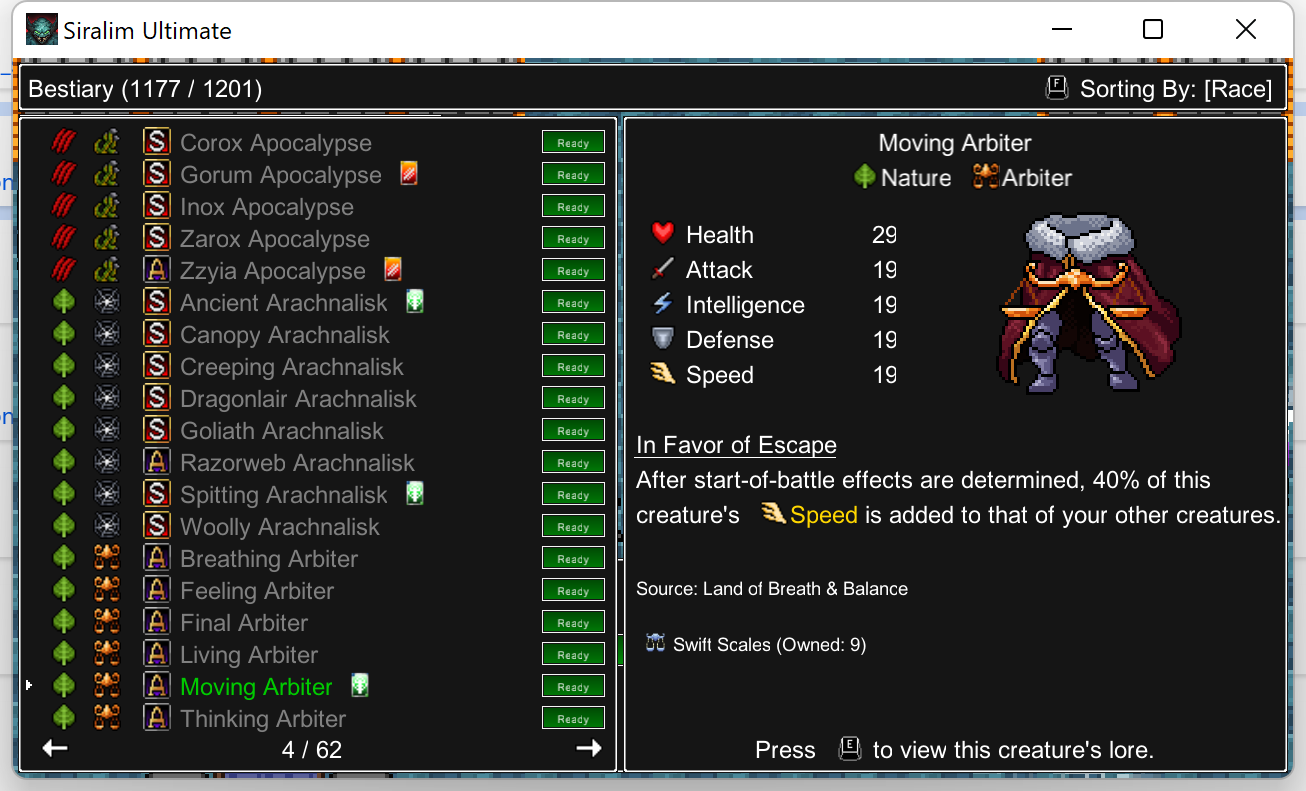 Siralim Ultimate
Bestiary (1177 / 1201)
F Sorting By: [Race]
S Corox Apocalypse Ready
S Gorum Apocalypse Ready
S Inox Apocalypse Ready
S Zarox Apocalypse Ready
A Zzyia Apocalypse Ready
S Ancient Arachnalisk Ready
S Canopy Arachnalisk Ready
S Creeping Arachnalisk Ready
S Dragonlair Arachnalisk Ready
S Goliath Arachnalisk Ready
A Razorweb Arachnalisk Ready
S Spitting Arachnalisk Ready
S Woolly Arachnalisk Ready
A Breathing Arbiter Ready
A Feeling Arbiter Ready
A Final Arbiter Ready
A Living Arbiter Ready
A Moving Arbiter Ready
A Thinking Arbiter Ready
4 / 62
Moving Arbiter
Nature Arbiter
Health 29
Attack 19
Intelligence 19
Defense 19
Speed 19
In Favor of Escape
After start-of-battle effects are determined, 40% of this
creature's Speed is added to that of your other creatures.
Source: Land of Breath & Balance
Swift Scales (Owned: 9)
Press E to view this creature's lore.